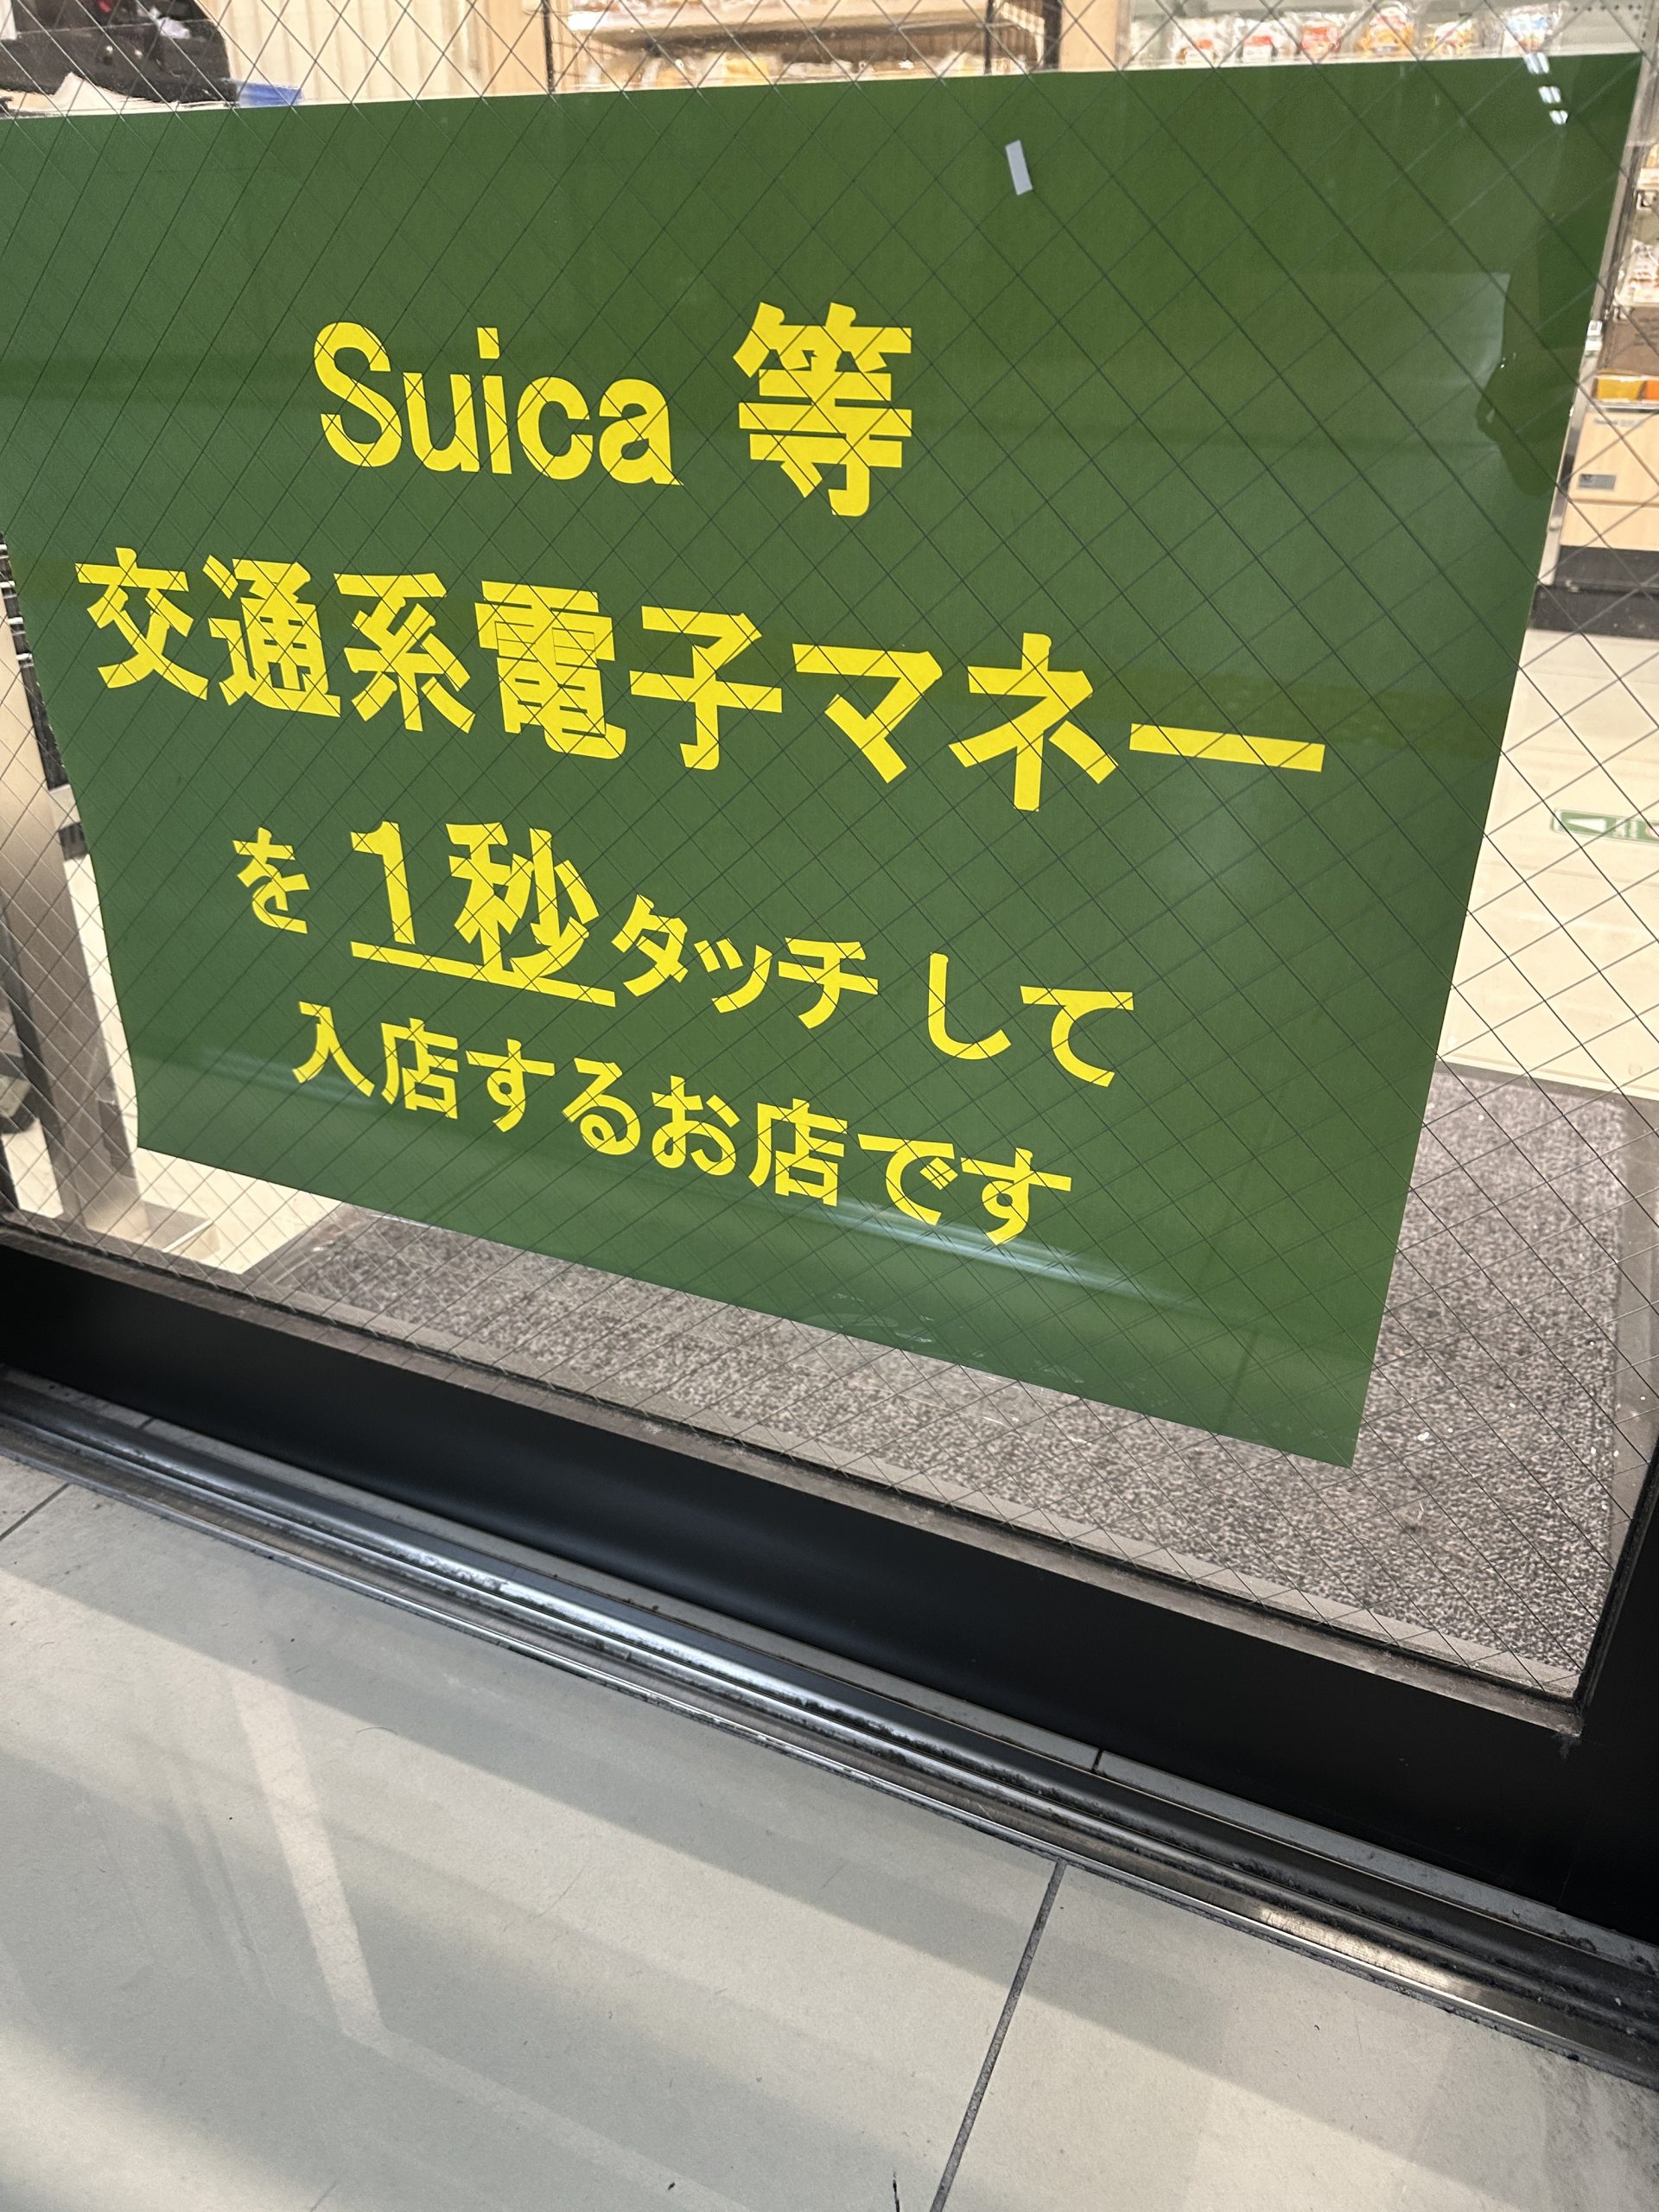 Suica 等
交通系電子マネー
を1秒タッチして
入店するお店です